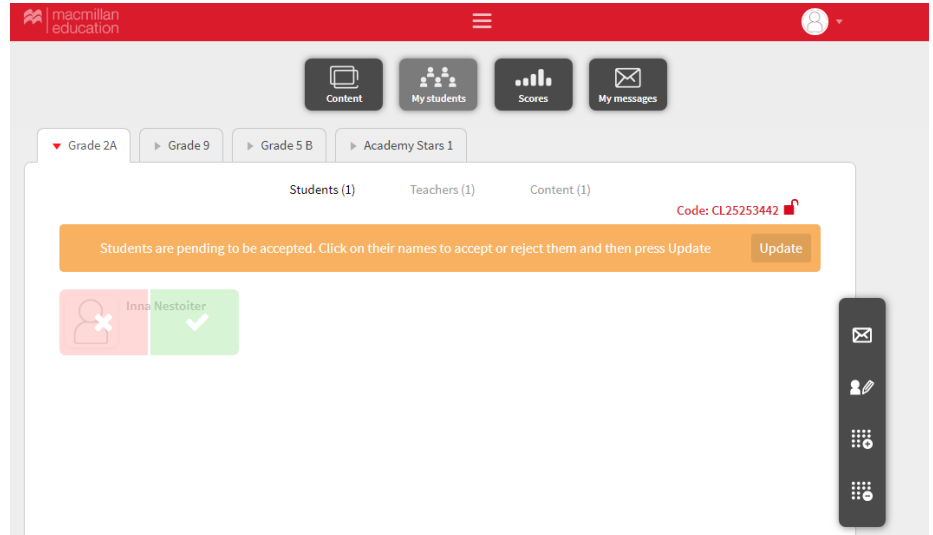 macmillan
education
Content
My students
Scores
My messages
Grade 2A
Grade 9
Grade 5 B
Academy Stars 1
Students (1)
Teachers (1)
Content (1)
Code: CL25253442
Students are pending to be accepted. Click on their names to accept or reject them and then press Update
Update
Inna Nestoiter